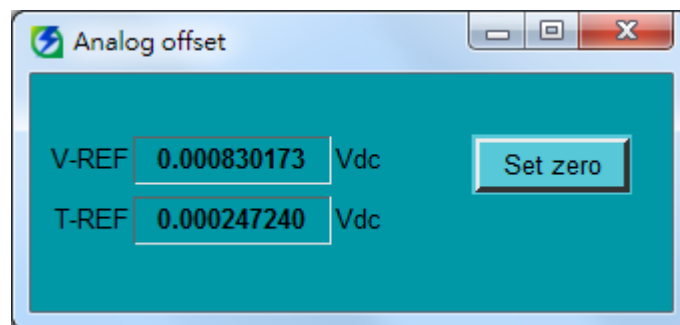 Analog offset
V-REF 0.000830173 Vdc
Set zero
T-REF 0.000247240 Vdc